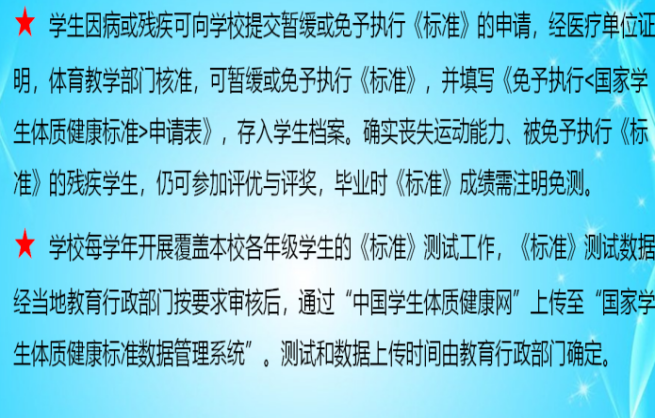 ★ 学生因病或残疾可向学校提交暂缓或免予执行《标准》的申请，经医疗单位证
明，体育教学部门核准，可暂缓或免予执行《标准》，并填写《免予执行<国家学
生体质健康标准>申请表》，存入学生档案。确实丧失运动能力、被免予执行《标
准》的残疾学生，仍可参加评优与评奖，毕业时《标准》成绩需注明免测。
★ 学校每学年开展覆盖本校各年级学生的《标准》测试工作，《标准》测试数据
经当地教育行政部门按要求审核后，通过“中国学生体质健康网”上传至“国家学
生体质健康标准数据管理系统”。测试和数据上传时间由教育行政部门确定。